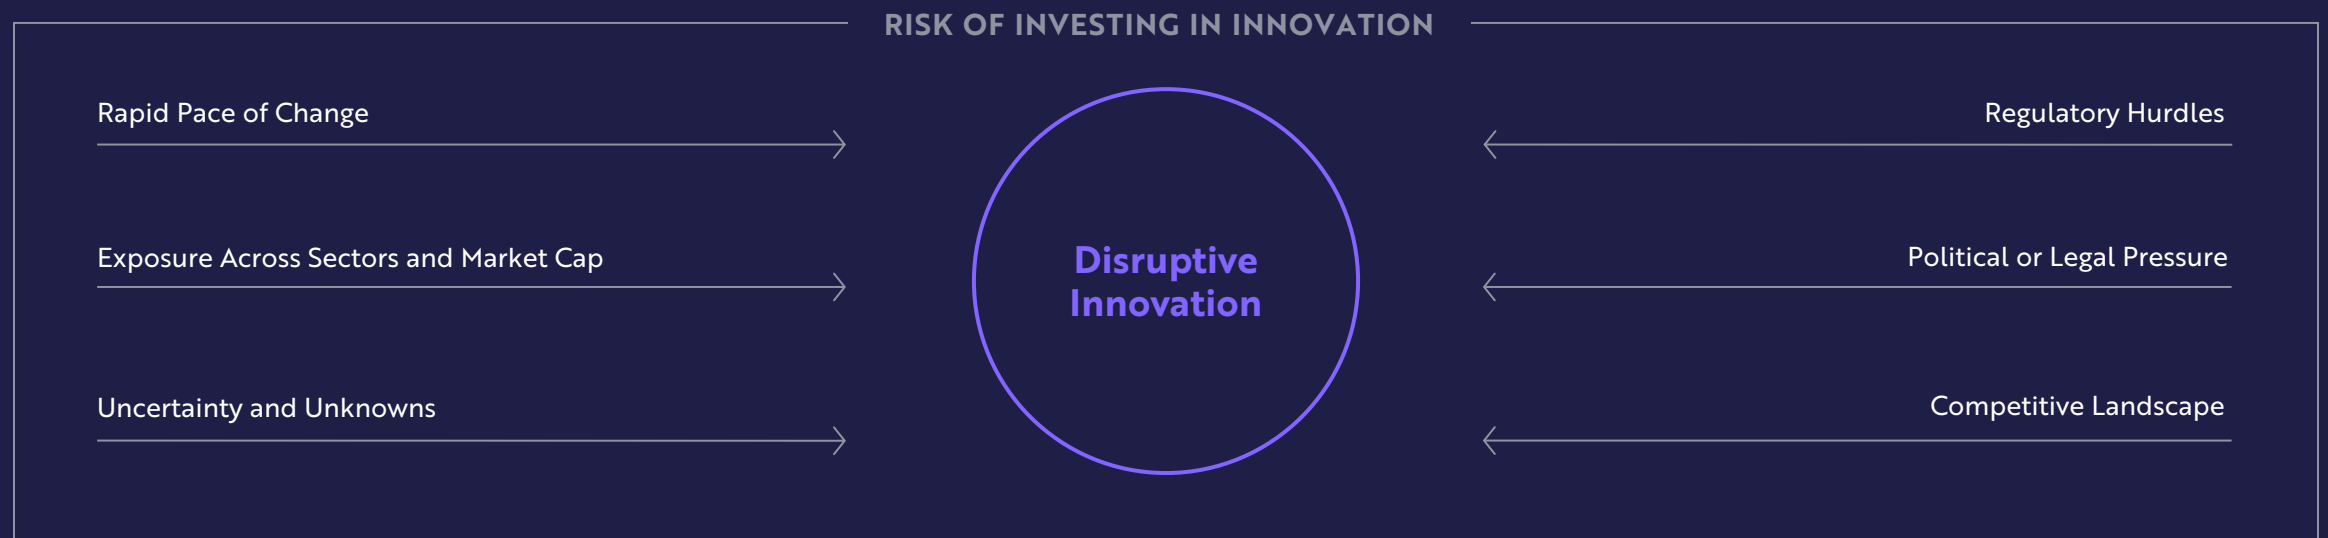 RISK OF INVESTING IN INNOVATION
Rapid Pace of Change
Regulatory Hurdles
Exposure Across Sectors and Market Cap
Disruptive
Innovation
Political or Legal Pressure
Uncertainty and Unknowns
Competitive Landscape